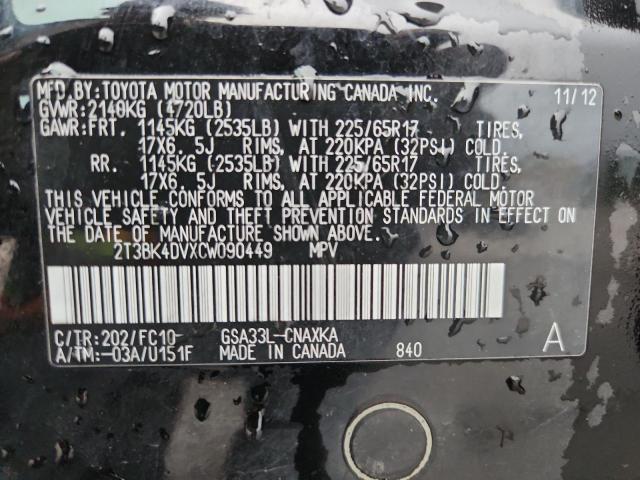 MFD.BY:TOYOTA MOTOR MANUFACTURING CANADA INC. 11/12
GVWR:2140KG (4720LB)
GAWR:FRT. 1145KG (2535LB) WITH 225/65R17 TIRES,
17X6.5J RIMS, AT 220KPA (32PSI) COLD.
RR. 1145KG (2535LB) WITH 225/65R17 TIRES,
17X6.5J RIMS, AT 220KPA (32PSI) COLD.
THIS VEHICLE CONFORMS TO ALL APPLICABLE FEDERAL MOTOR
VEHICLE SAFETY AND THEFT PREVENTION STANDARDS IN EFFECT ON
THE DATE OF MANUFACTURE SHOWN ABOVE.
2T3BK4DVXCW090449 MPV
C/TR:202/FC10- GSA33L-CNAXKA
A/TM:-03A/U151F MADE IN CANADA 840 A